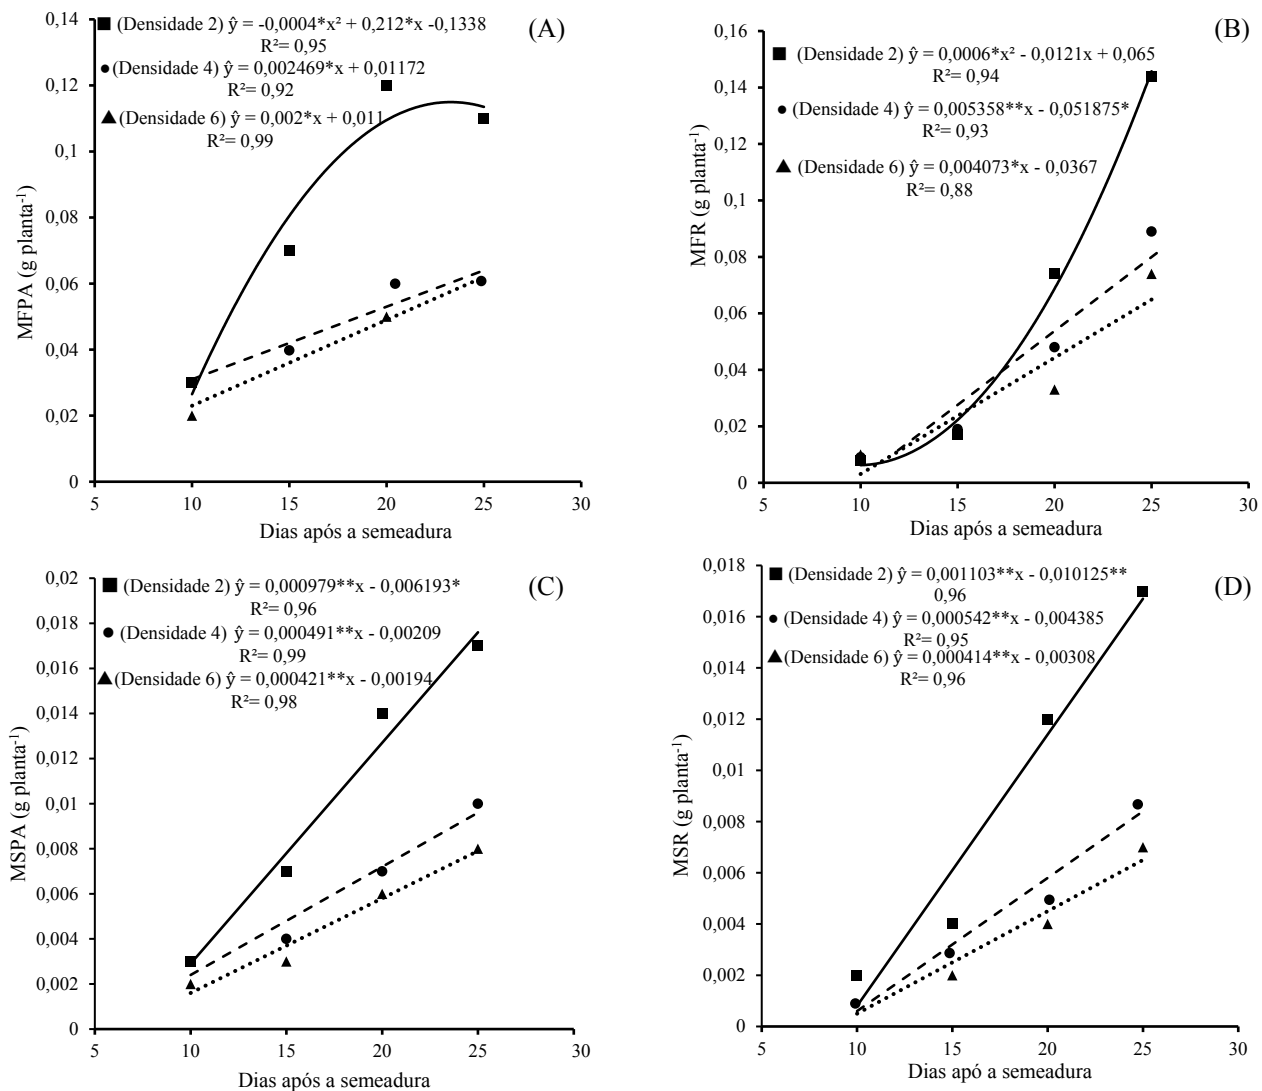 (A)
(Densidade 2) ŷ = -0,0004*x² + 0,212*x -0,1338
R²= 0,95
(Densidade 4) ŷ = 0,002469*x + 0,01172
R²= 0,92
(Densidade 6) ŷ = 0,002*x + 0,011
R²= 0,99
MFPA (g planta⁻¹)
0,14
0,12
0,1
0,08
0,06
0,04
0,02
0
5 10 15 20 25 30
Dias após a semeadura
(B)
(Densidade 2) ŷ = 0,0006*x² - 0,0121x + 0,065
R²= 0,94
(Densidade 4) ŷ = 0,005358**x - 0,051875*
R²= 0,93
(Densidade 6) ŷ = 0,004073*x - 0,0367
R²= 0,88
MFR (g planta⁻¹)
0,16
0,14
0,12
0,1
0,08
0,06
0,04
0,02
0
5 10 15 20 25 30
Dias após a semeadura
(C)
(Densidade 2) ŷ = 0,000979**x - 0,006193*
R²= 0,96
(Densidade 4) ŷ = 0,000491**x - 0,00209
R²= 0,99
(Densidade 6) ŷ = 0,000421**x - 0,00194
R²= 0,98
MSPA (g planta⁻¹)
0,02
0,018
0,016
0,014
0,012
0,01
0,008
0,006
0,004
0,002
0
5 10 15 20 25 30
Dias após a semeadura
(D)
(Densidade 2) ŷ = 0,001103**x - 0,010125**
0,96
(Densidade 4) ŷ = 0,000542**x - 0,004385
R²= 0,95
(Densidade 6) ŷ = 0,000414**x - 0,00308
R²= 0,96
MSR (g planta⁻¹)
0,018
0,016
0,014
0,012
0,01
0,008
0,006
0,004
0,002
0
5 10 15 20 25 30
Dias apó a semeadura